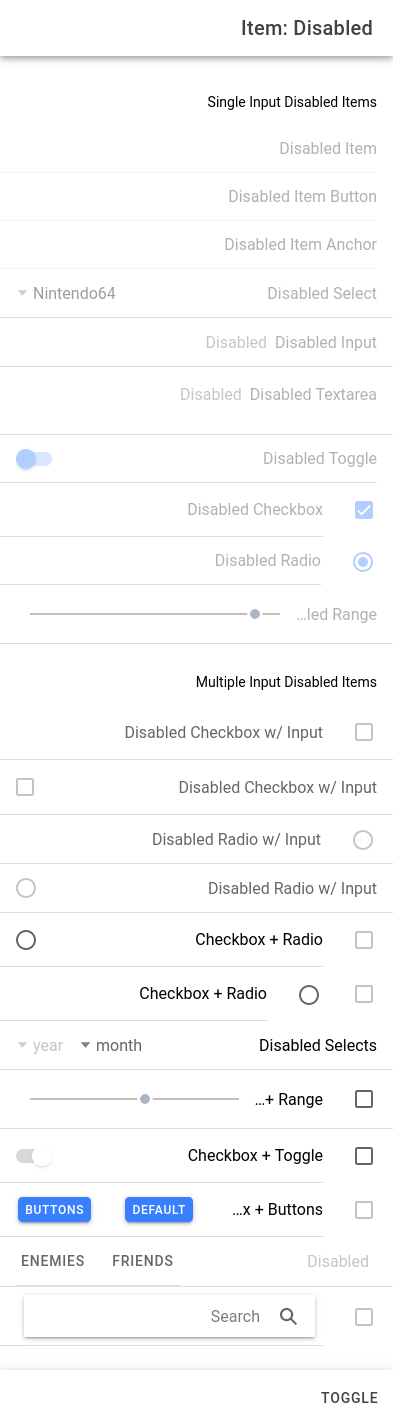 Item: Disabled
Single Input Disabled Items
Disabled Item
Disabled Item Button
Disabled Item Anchor
Disabled Select Nintendo64
Disabled Input Disabled
Disabled Textarea Disabled
Disabled Toggle
Disabled Checkbox
Disabled Radio
...led Range
Multiple Input Disabled Items
Disabled Checkbox w/ Input
Disabled Checkbox w/ Input
Disabled Radio w/ Input
Disabled Radio w/ Input
Checkbox + Radio
Checkbox + Radio
Disabled Selects month year
...+ Range
Checkbox + Toggle
...x + Buttons DEFAULT BUTTONS
Disabled FRIENDS ENEMIES
Search
TOGGLE